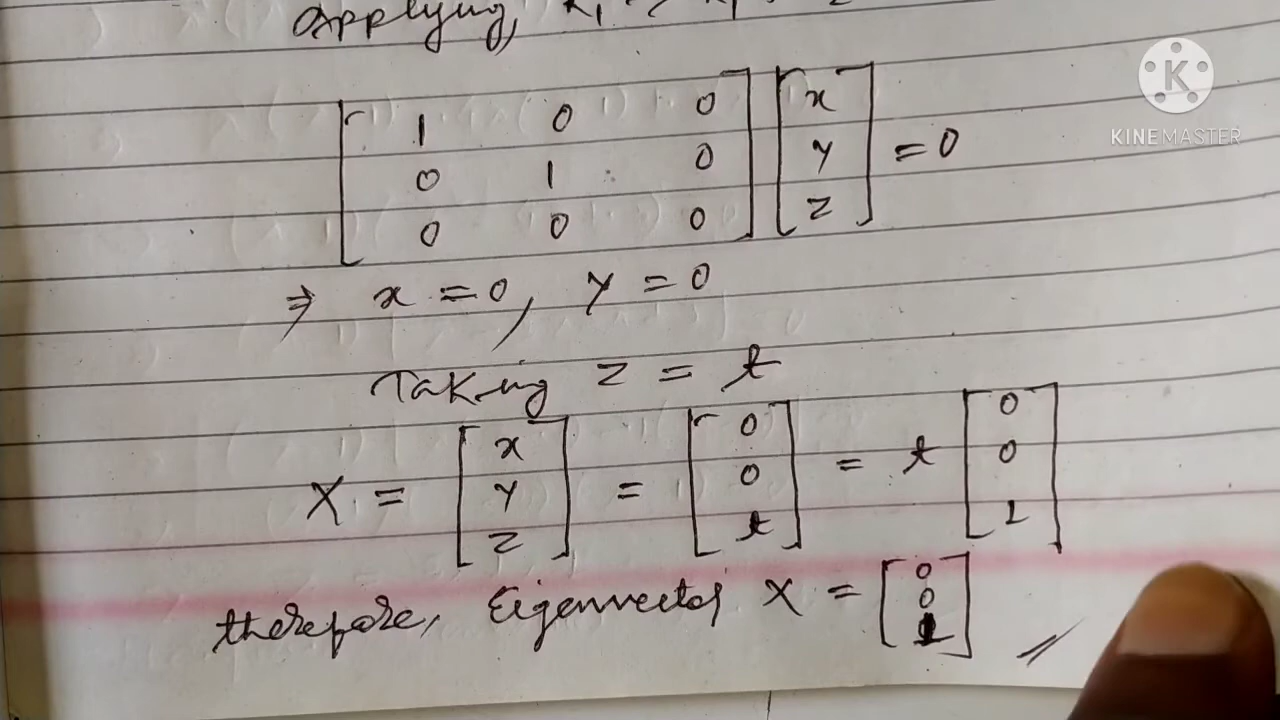 applying,
[ 1 0 0 ] [ x ]
[ 0 1 0 ] [ y ] = 0
[ 0 0 0 ] [ z ]
⇒ x = 0, y = 0
Taking z = t
X = [ x y z ] = [ 0 0 t ] = t [ 0 0 1 ]
therefore, Eigenvector X = [ 0 0 1 ]
K
KINEMASTER